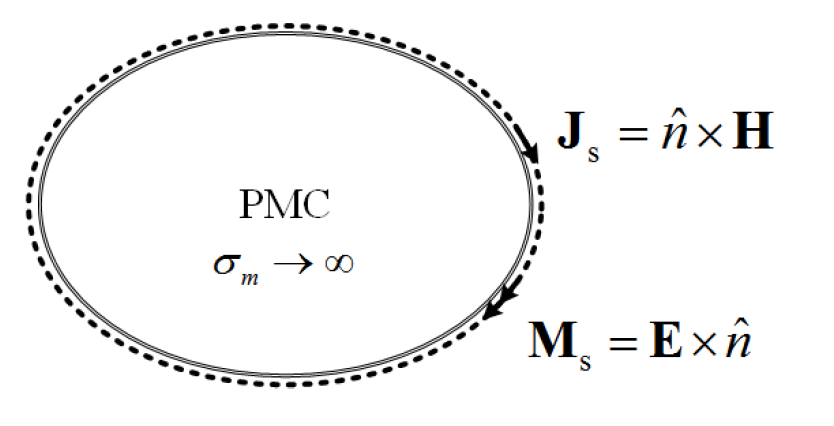 J_s = n̂ × H
PMC
σ_m → ∞
M_s = E × n̂